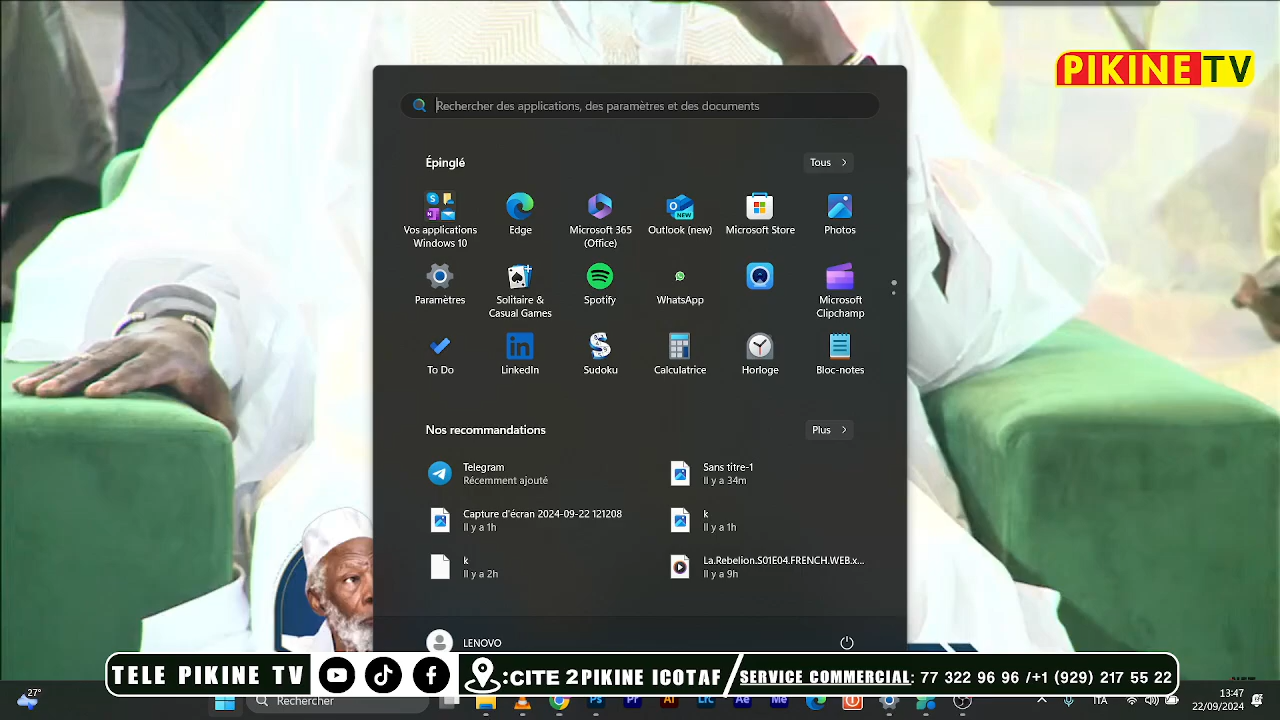 PIKINE TV
Rechercher des applications, des paramètres et des documents
Épinglé
Tous
Vos applications
Windows 10
Edge
Microsoft 365
(Office)
Outlook (new)
Microsoft Store
Photos
Paramètres
Solitaire &
Casual Games
Spotify
WhatsApp
Microsoft
Clipchamp
To Do
LinkedIn
Sudoku
Calculatrice
Horloge
Bloc-notes
Nos recommandations
Plus
Telegram
Récemment ajouté
Sans titre-1
Il y a 34m
Capture d'écran 2024-09-22 121208
Il y a 1h
k
Il y a 1h
k
Il y a 2h
La.Rebelion.S01E04.FRENCH.WEB.x...
Il y a 9h
LENOVO
TELE PIKINE TV
:CITE 2PIKINE ICOTAF
SERVICE COMMERCIAL: 77 322 96 96 /+1 (929) 217 55 22
27°
Rechercher
ITA
13:47
22/09/2024